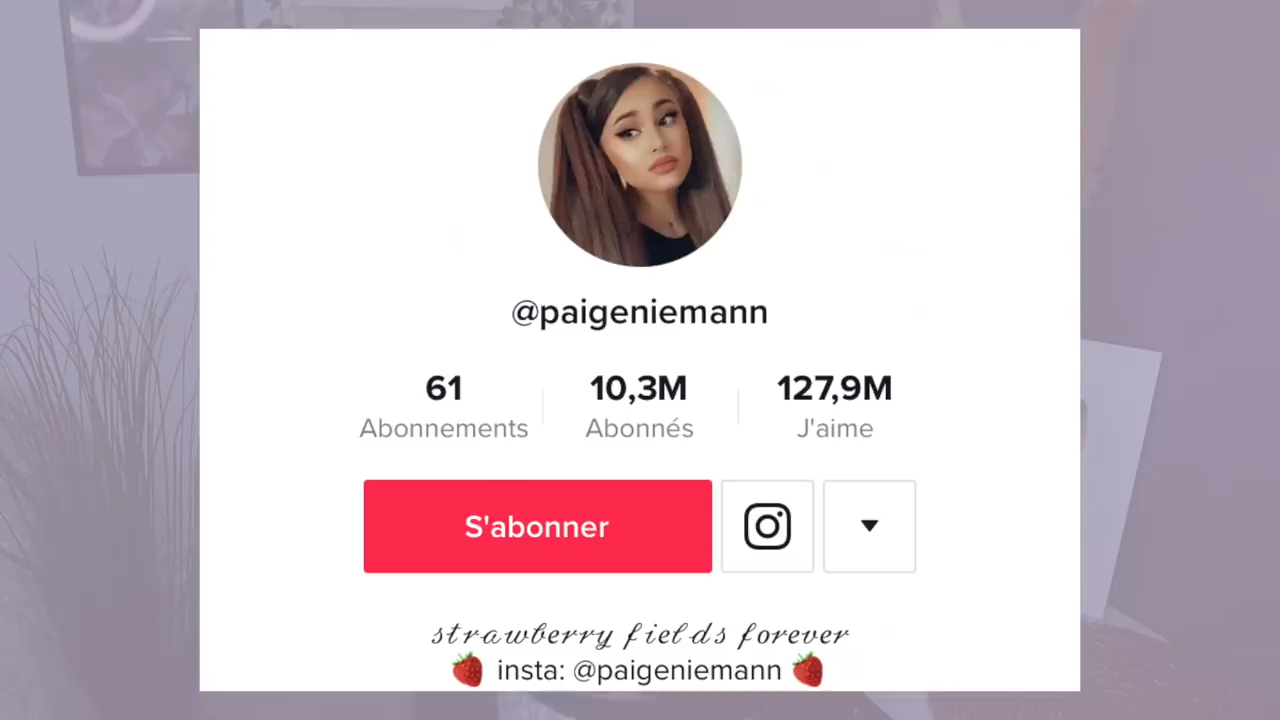 @paigeniemann
61 10,3M 127,9M
Abonnements Abonnés J'aime
S'abonner
strawberry fields forever
🍓 insta: @paigeniemann 🍓